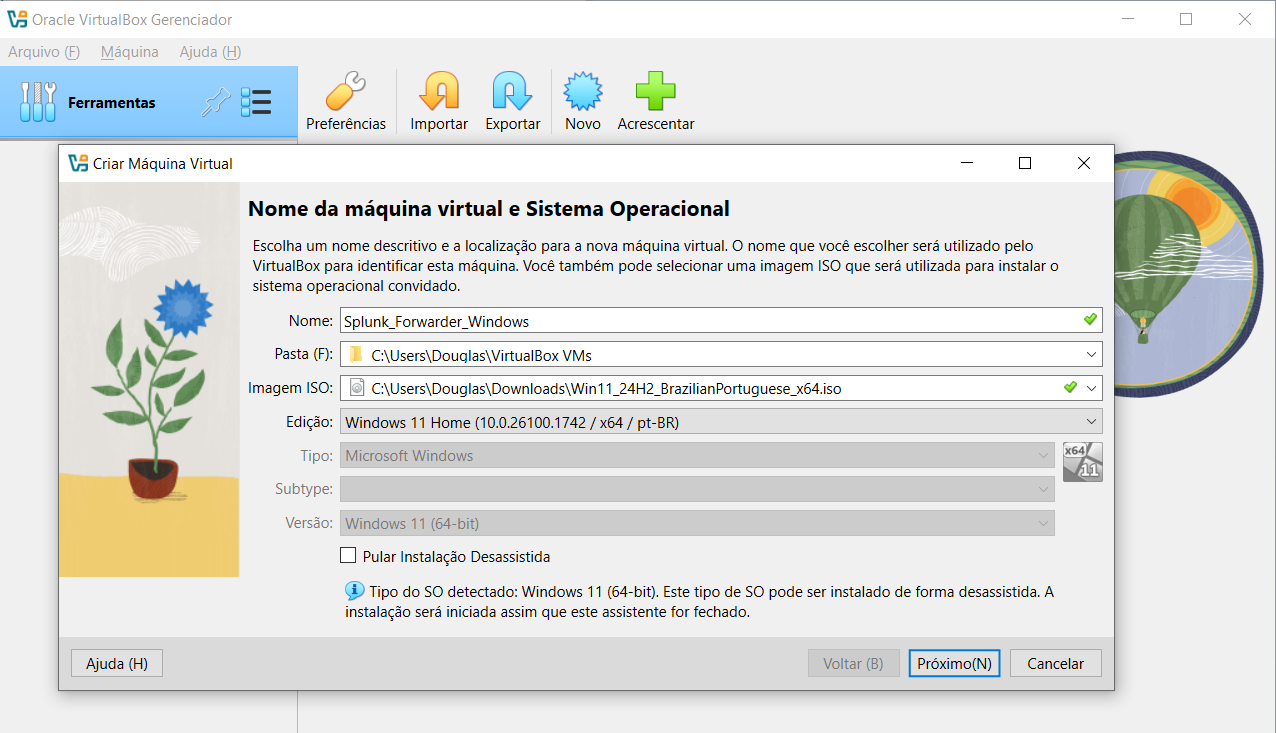 Oracle VirtualBox Gerenciador
Arquivo (F) Máquina Ajuda (H)
Ferramentas
Preferências Importar Exportar Novo Acrescentar
Criar Máquina Virtual
Nome da máquina virtual e Sistema Operacional
Escolha um nome descritivo e a localização para a nova máquina virtual. O nome que você escolher será utilizado pelo
VirtualBox para identificar esta máquina. Você também pode selecionar uma imagem ISO que será utilizada para instalar o
sistema operacional convidado.
Nome: Splunk_Forwarder_Windows
Pasta (F): C:\Users\Douglas\VirtualBox VMs
Imagem ISO: C:\Users\Douglas\Downloads\Win11_24H2_BrazilianPortuguese_x64.iso
Edição: Windows 11 Home (10.0.26100.1742 / x64 / pt-BR)
Tipo: Microsoft Windows
x64
11
Subtype:
Versão: Windows 11 (64-bit)
Pular Instalação Desassistida
Tipo do SO detectado: Windows 11 (64-bit). Este tipo de SO pode ser instalado de forma desassistida. A
instalação será iniciada assim que este assistente for fechado.
Ajuda (H) Voltar (B) Próximo(N) Cancelar